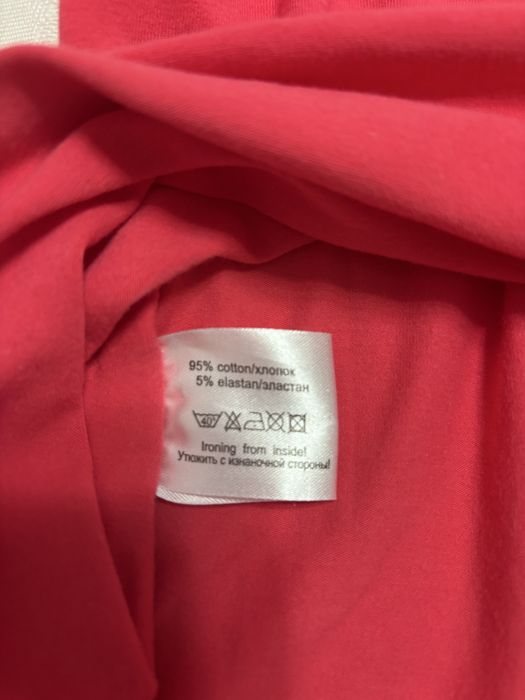 95% cotton/хлопок
5% elastan/эластан
40°
Ironing from inside!
Утюжить с изнаночной стороны!